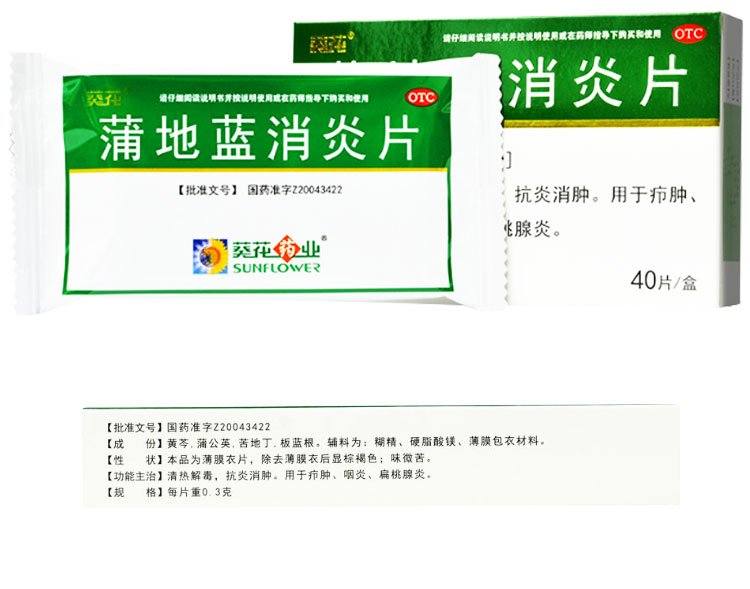 葵花
请仔细阅读说明书并按说明使用或在药师指导下购买和使用
OTC
消炎片
抗炎消肿。用于疖肿、
桃腺炎。
40片/盒
葵花
请仔细阅读说明书并按说明使用或在药师指导下购买和使用
OTC
蒲地蓝消炎片
【批准文号】 国药准字Z20043422
葵花药业®
SUNFLOWER
【批准文号】国药准字Z20043422
【成 份】黄芩、蒲公英、苦地丁、板蓝根。辅料为：糊精、硬脂酸镁、薄膜包衣材料。
【性 状】本品为薄膜衣片，除去薄膜衣后显棕褐色；味微苦。
【功能主治】清热解毒，抗炎消肿。用于疖肿、咽炎、扁桃腺炎。
【规 格】每片重0.3克